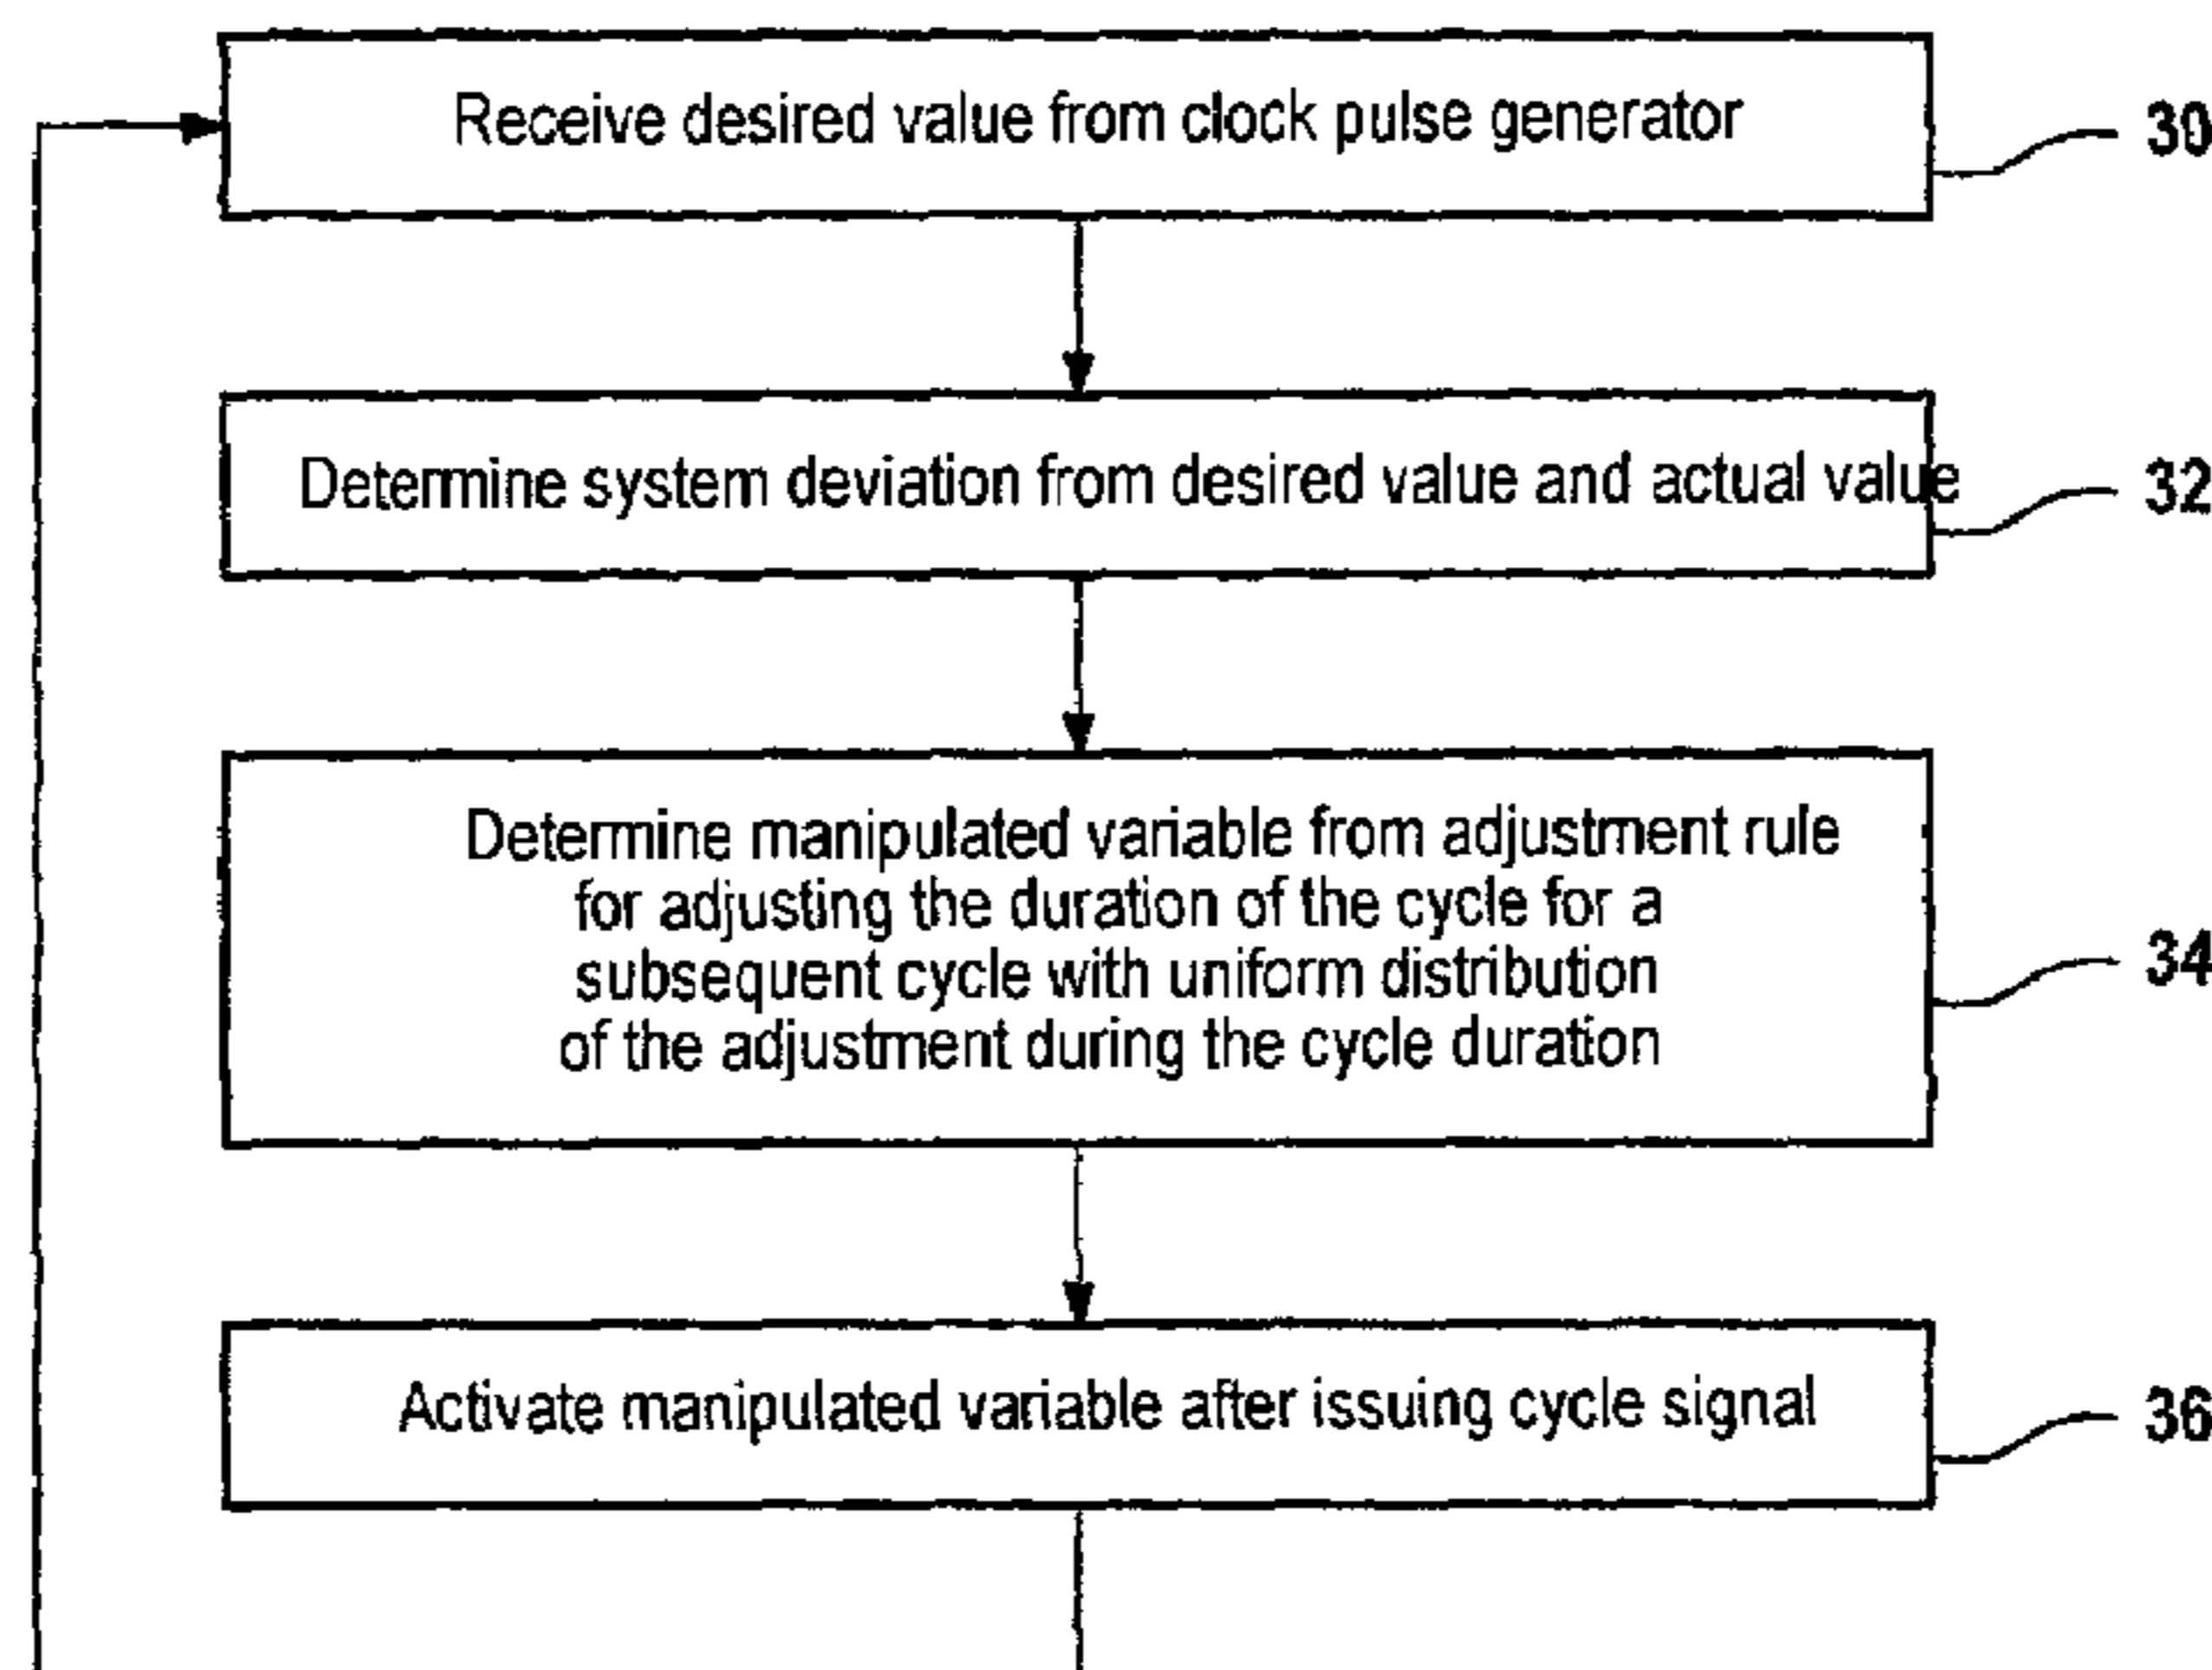 Receive desired value from clock pulse generator
30
Determine system deviation from desired value and actual value
32
Determine manipulated variable from adjustment rule
for adjusting the duration of the cycle for a
subsequent cycle with uniform distribution
of the adjustment during the cycle duration
34
Activate manipulated variable after issuing cycle signal
36